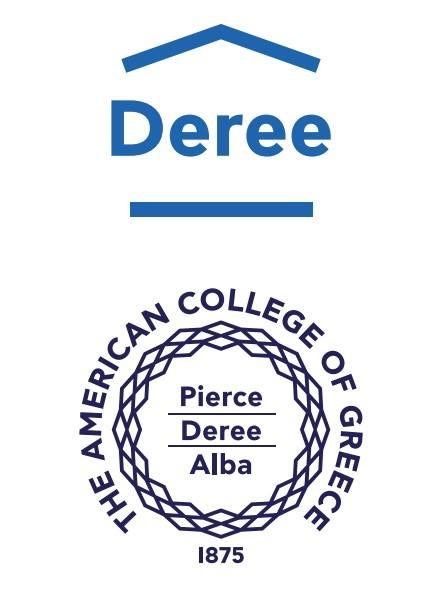 Deree
THE AMERICAN COLLEGE OF GREECE
Pierce
Deree
Alba
1875